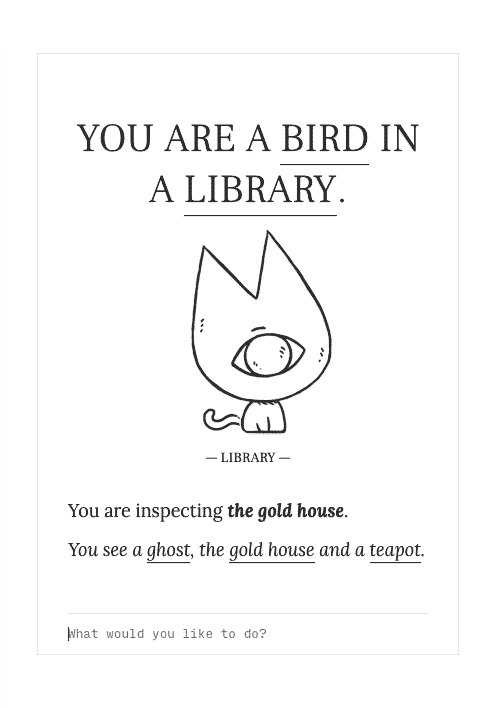 YOU ARE A BIRD IN
A LIBRARY.
— LIBRARY —
You are inspecting the gold house.
You see a ghost, the gold house and a teapot.
What would you like to do?